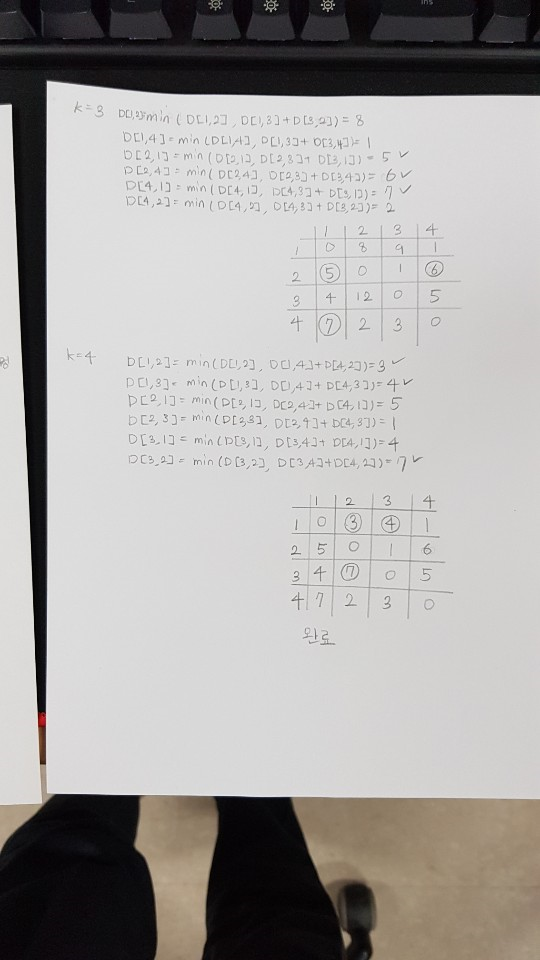 ins
k=3 D[1,2]=min ( D[1,2] , D[1,3]+D[3,2]) = 8
D[1,4] = min (D[1,4], D[1,3]+ D[3,4])= 1
D[2,1] = min (D[2,1], D[2,3]+ D[3,1]) = 5 ✓
D[2,4] = min ( D[2,4], D[2,3]+D[3,4])= 6 ✓
D[4,1] = min( D[4,1], D[4,3]+ D[3,1])= 7 ✓
D[4,2] = min ( D[4,2], D[4,3]+D[3,2])= 2
1 2 3 4
1 0 8 9 1
2 5 0 1 6
3 4 12 0 5
4 7 2 3 0
k=4 D[1,2]= min(D[1,2], D[1,4]+D[4,2])=3 ✓
D[1,3]= min(D[1,3], D[1,4]+D[4,3])= 4 ✓
D[2,1]= min(D[2,1], D[2,4]+ D[4,1])= 5
D[2,3]= min(D[2,3], D[2,4]+D[4,3])= 1
D[3,1]= min(D[3,1], D[3,4]+ D[4,1])=4
D[3,2]= min(D[3,2], D[3,4]+D[4,2])= 7 ✓
1 2 3 4
1 0 3 4 1
2 5 0 1 6
3 4 7 0 5
4 7 2 3 0
완료